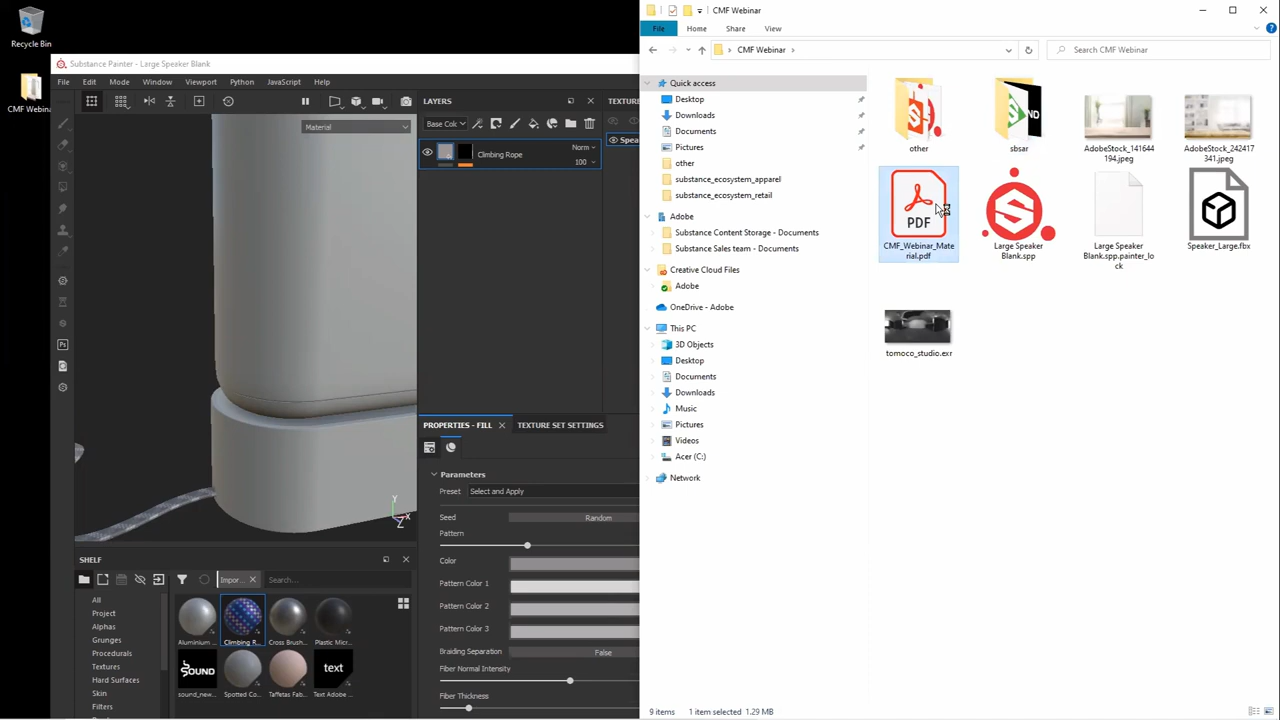 Recycle Bin
CMF Webina
Substance Painter - Large Speaker Blank
File Edit Mode Window Viewport Python JavaScript Help
Material
LAYERS
TEXTURE
Base Col
Spea
Climbing Rope
Norm
100
PROPERTIES - FILL
TEXTURE SET SETTINGS
Parameters
Preset Select and Apply
Seed Random
Pattern
Color
Pattern Color 1
Pattern Color 2
Pattern Color 3
Braiding Separation False
Fiber Normal Intensity
Fiber Thickness
Y
X
Z
SHELF
Impor...
Search...
All
Project
Alphas
Grunges
Procedurals
Textures
Hard Surfaces
Skin
Filters
Aluminium ...
Climbing R...
Cross Brush...
Plastic Micr...
SOUND
text
sound_new...
Spotted Co...
Taffetas Fab...
Text Adobe ...
Ps
CMF Webinar
File Home Share View
CMF Webinar
Search CMF Webinar
Quick access
Desktop
Downloads
Documents
Pictures
other
substance_ecosystem_apparel
substance_ecosystem_retail
Adobe
Substance Content Storage - Documents
Substance Sales team - Documents
Creative Cloud Files
Adobe
OneDrive - Adobe
This PC
3D Objects
Desktop
Documents
Downloads
Music
Pictures
Videos
Acer (C:)
Network
other
sbsar
AdobeStock_141644
194.jpeg
AdobeStock_242417
341.jpeg
PDF
CMF_Webinar_Mate
rial.pdf
Large Speaker
Blank.spp
Large Speaker
Blank.spp.painter_lo
ck
Speaker_Large.fbx
tomoco_studio.exr
9 items 1 item selected 1.29 MB